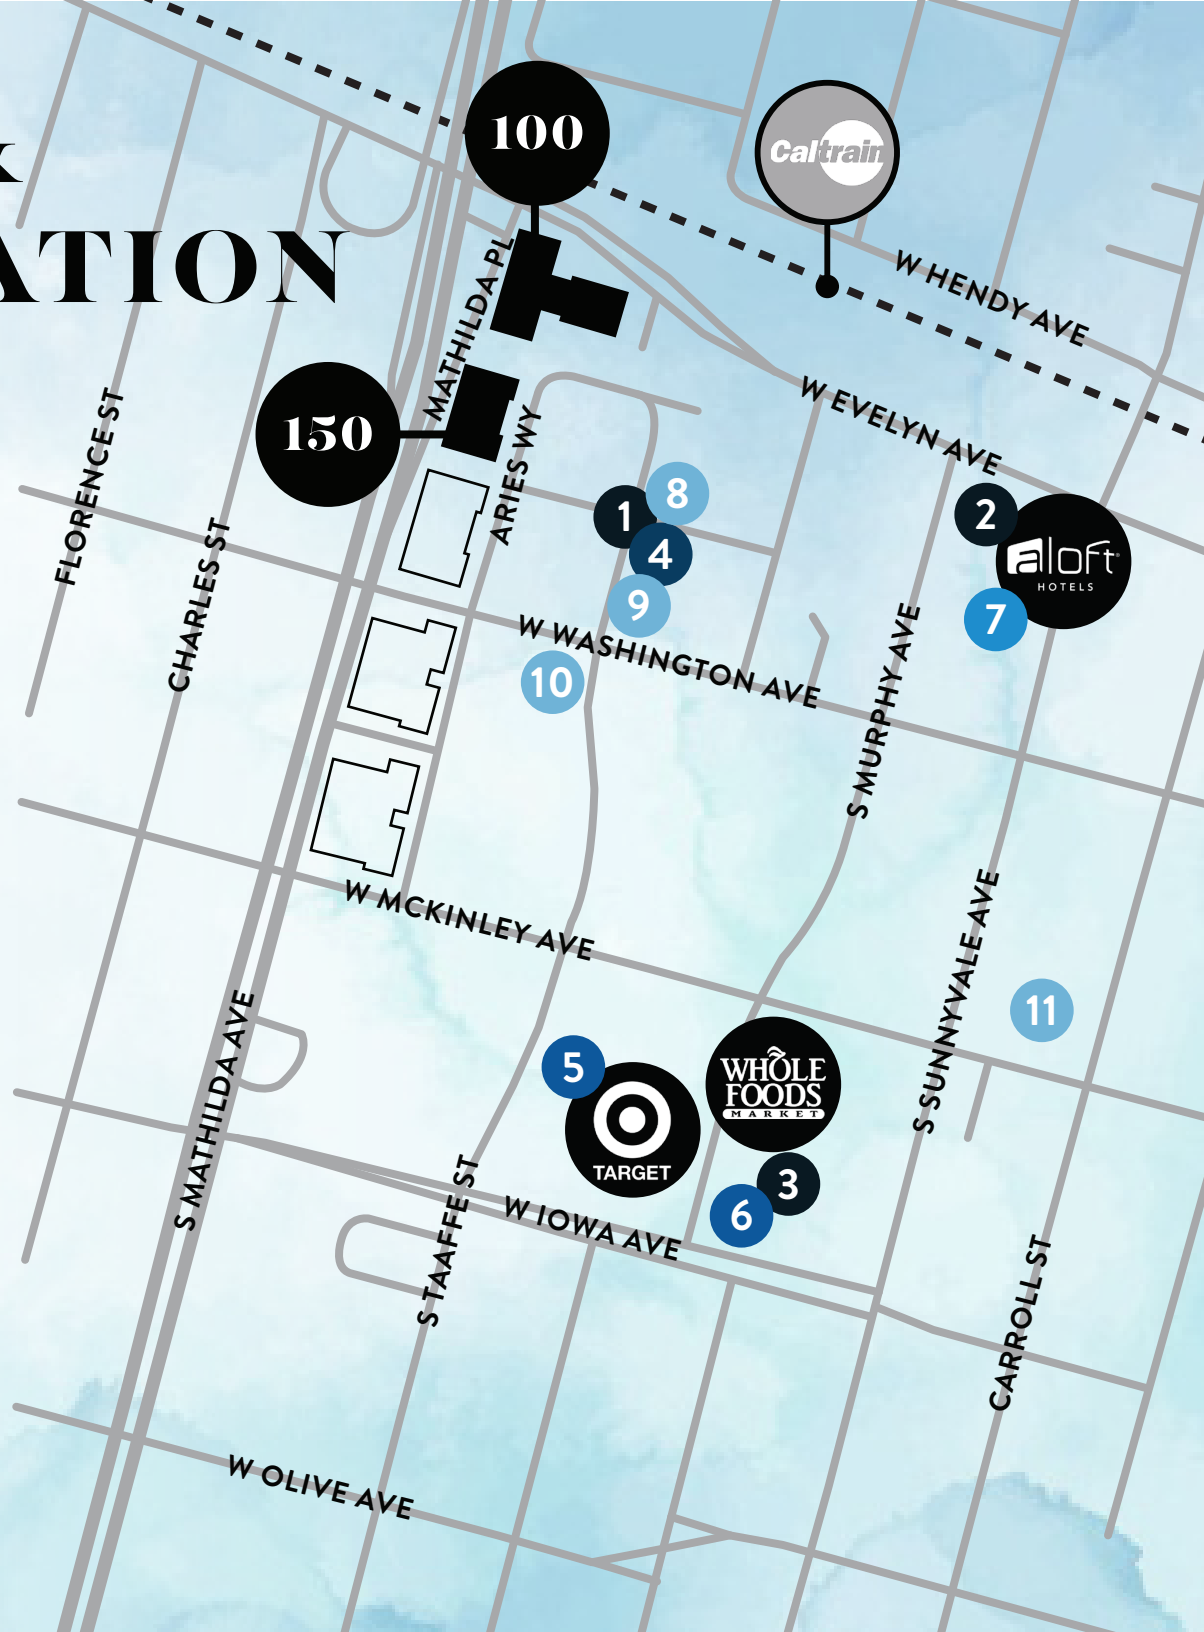 ATION
100
Caltrain
W HENDY AVE
MATHILDA PL
150
ARIES WY
W EVELYN AVE
FLORENCE ST
CHARLES ST
1
8
4
9
2
aloft
HOTELS
7
W WASHINGTON AVE
10
S MURPHY AVE
W MCKINLEY AVE
S SUNNYVALE AVE
11
S MATHILDA AVE
5
TARGET
WHOLE
FOODS
MARKET
3
6
S TAAFFE ST
W IOWA AVE
CARROLL ST
W OLIVE AVE